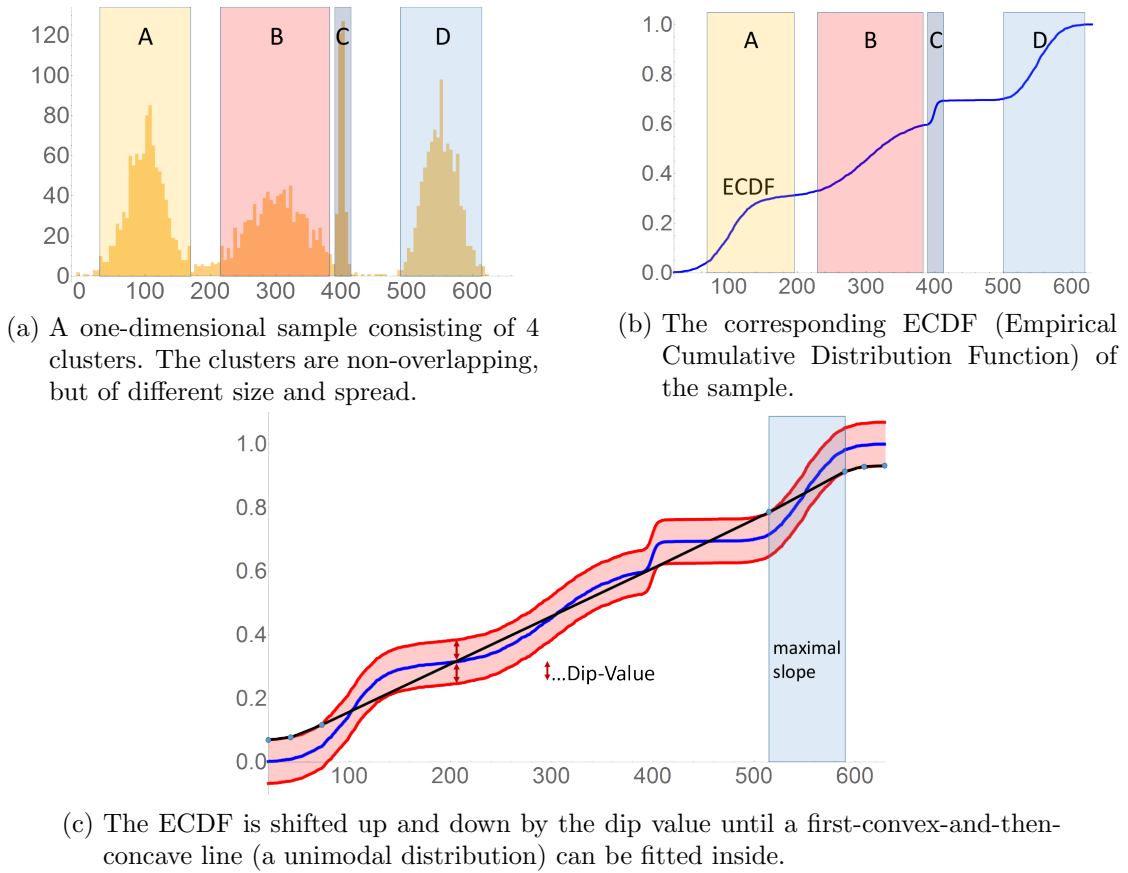 A B C D
120
100
80
60
40
20
0
0 100 200 300 400 500 600
(a) A one-dimensional sample consisting of 4
clusters. The clusters are non-overlapping,
but of different size and spread.
A B C D
1.0
0.8
0.6
0.4
ECDF
0.2
0.0
100 200 300 400 500 600
(b) The corresponding ECDF (Empirical
Cumulative Distribution Function) of
the sample.
1.0
0.8
0.6
0.4
0.2
0.0
maximal
slope
...Dip-Value
100 200 300 400 500 600
(c) The ECDF is shifted up and down by the dip value until a first-convex-and-then-
concave line (a unimodal distribution) can be fitted inside.